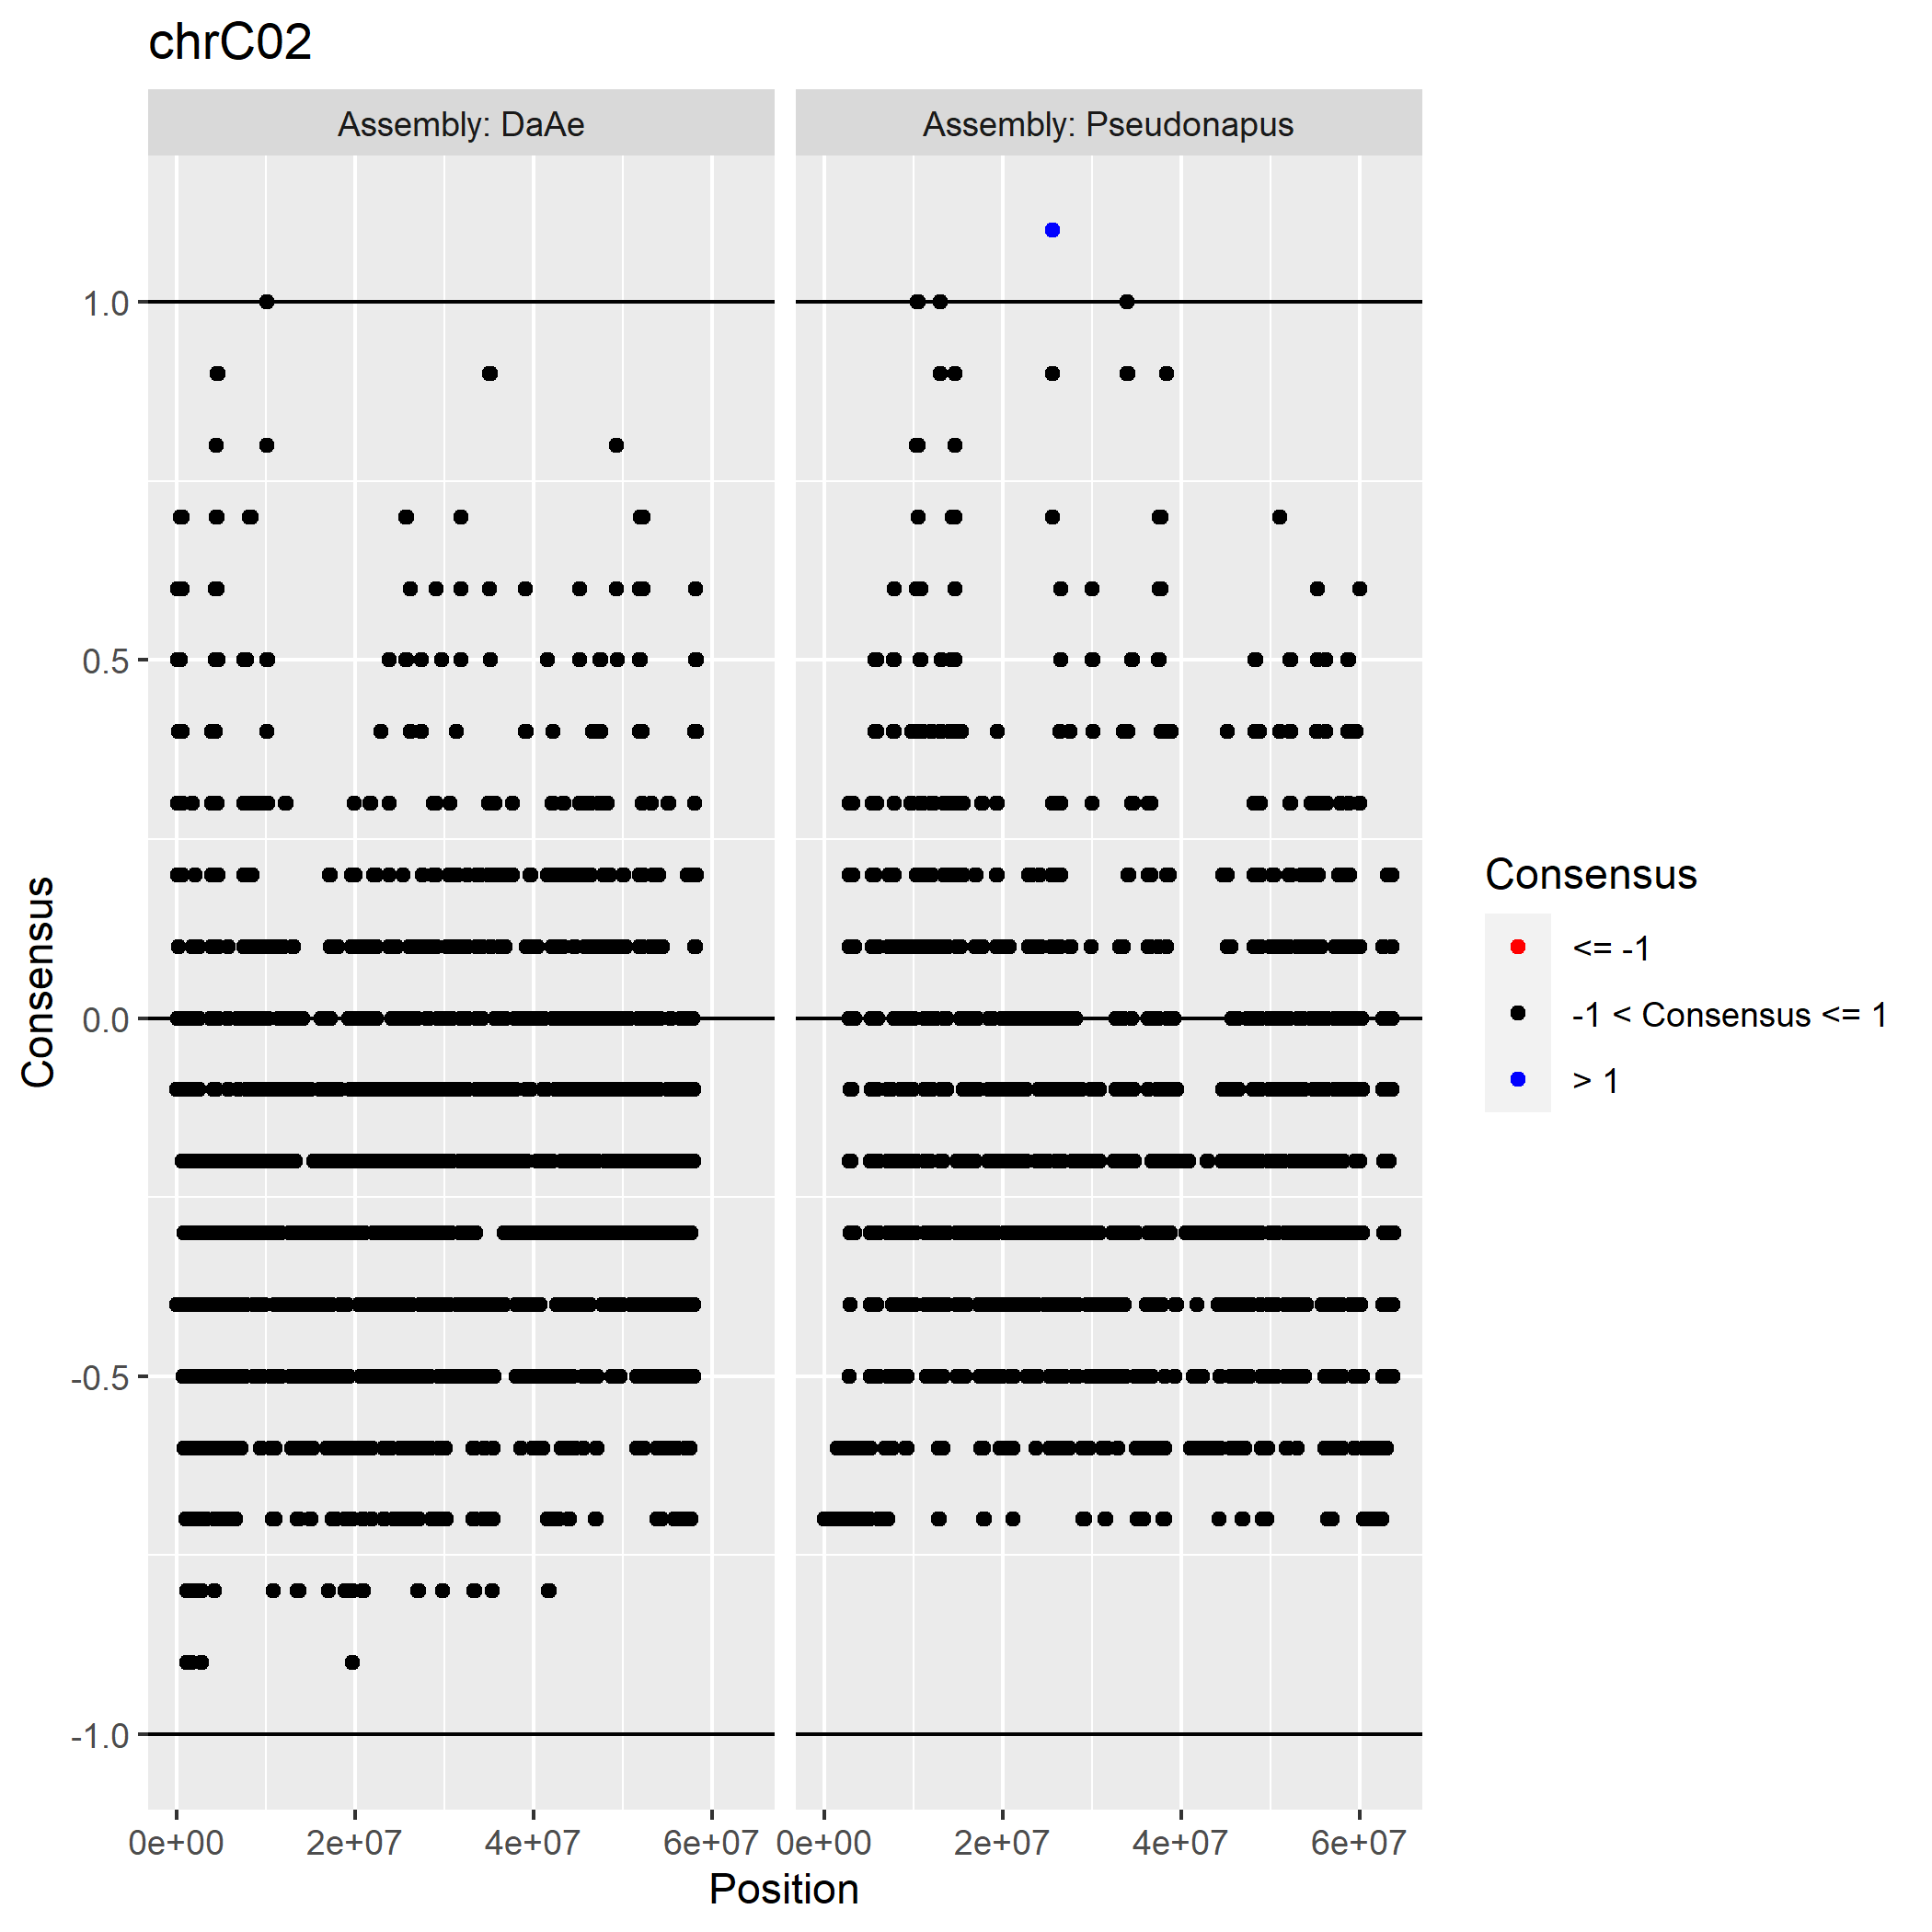 chrC02
Assembly: DaAe
Assembly: Pseudonapus
1.0
0.5
0.0
-0.5
-1.0
Consensus
0e+00
2e+07
4e+07
6e+07
0e+00
2e+07
4e+07
6e+07
Position
Consensus
<= -1
-1 < Consensus <= 1
> 1